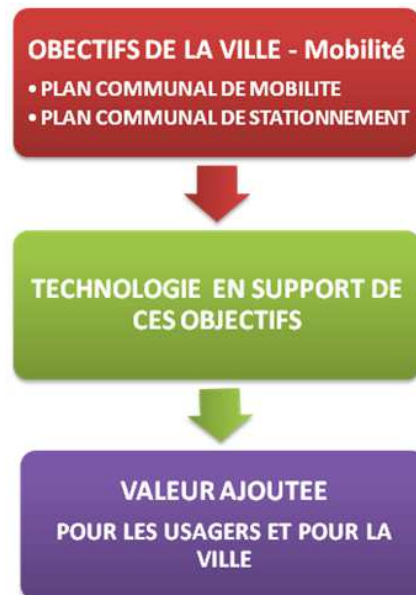 OBECTIFS DE LA VILLE - Mobilité
• PLAN COMMUNAL DE MOBILITE
• PLAN COMMUNAL DE STATIONNEMENT
TECHNOLOGIE EN SUPPORT DE
CES OBJECTIFS
VALEUR AJOUTEE
POUR LES USAGERS ET POUR LA
VILLE